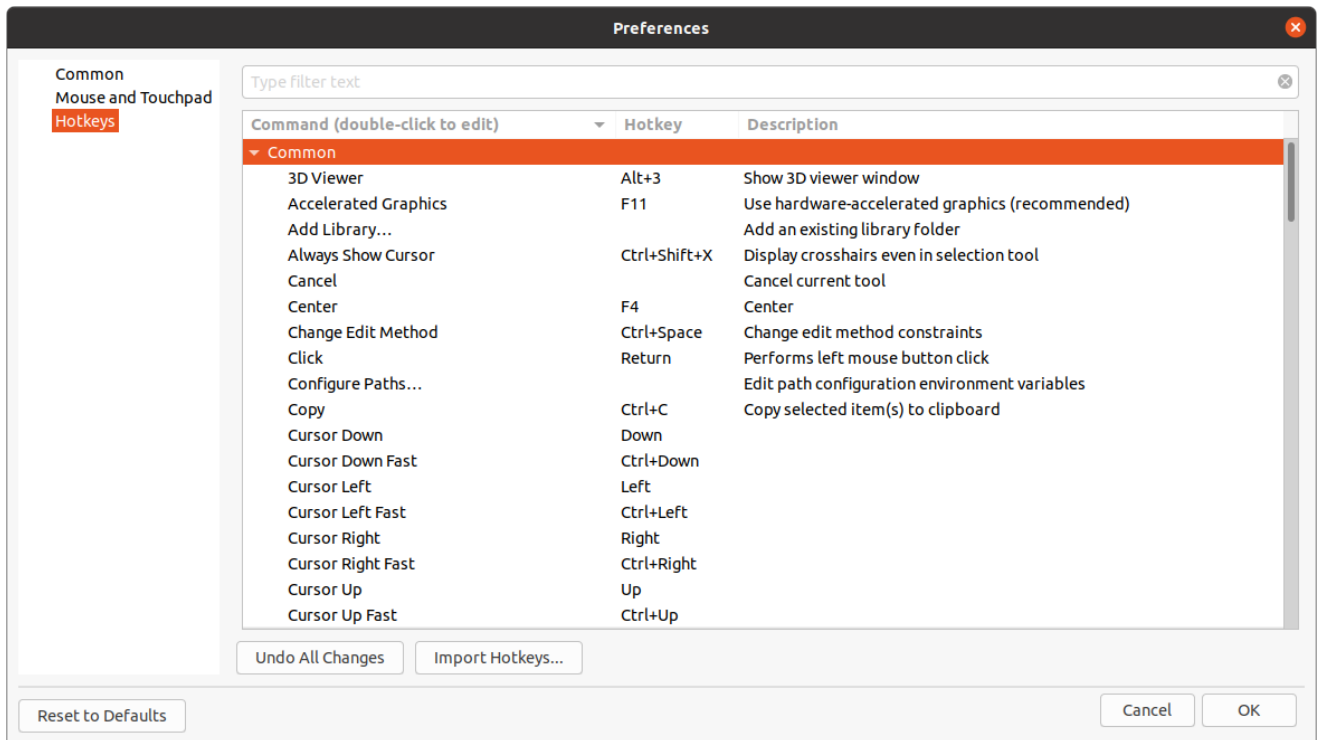 Preferences
Common
Mouse and Touchpad
Hotkeys
Type filter text
Command (double-click to edit) Hotkey Description
Common
3D Viewer Alt+3 Show 3D viewer window
Accelerated Graphics F11 Use hardware-accelerated graphics (recommended)
Add Library... Add an existing library folder
Always Show Cursor Ctrl+Shift+X Display crosshairs even in selection tool
Cancel Cancel current tool
Center F4 Center
Change Edit Method Ctrl+Space Change edit method constraints
Click Return Performs left mouse button click
Configure Paths... Edit path configuration environment variables
Copy Ctrl+C Copy selected item(s) to clipboard
Cursor Down Down
Cursor Down Fast Ctrl+Down
Cursor Left Left
Cursor Left Fast Ctrl+Left
Cursor Right Right
Cursor Right Fast Ctrl+Right
Cursor Up Up
Cursor Up Fast Ctrl+Up
Undo All Changes Import Hotkeys...
Reset to Defaults Cancel OK